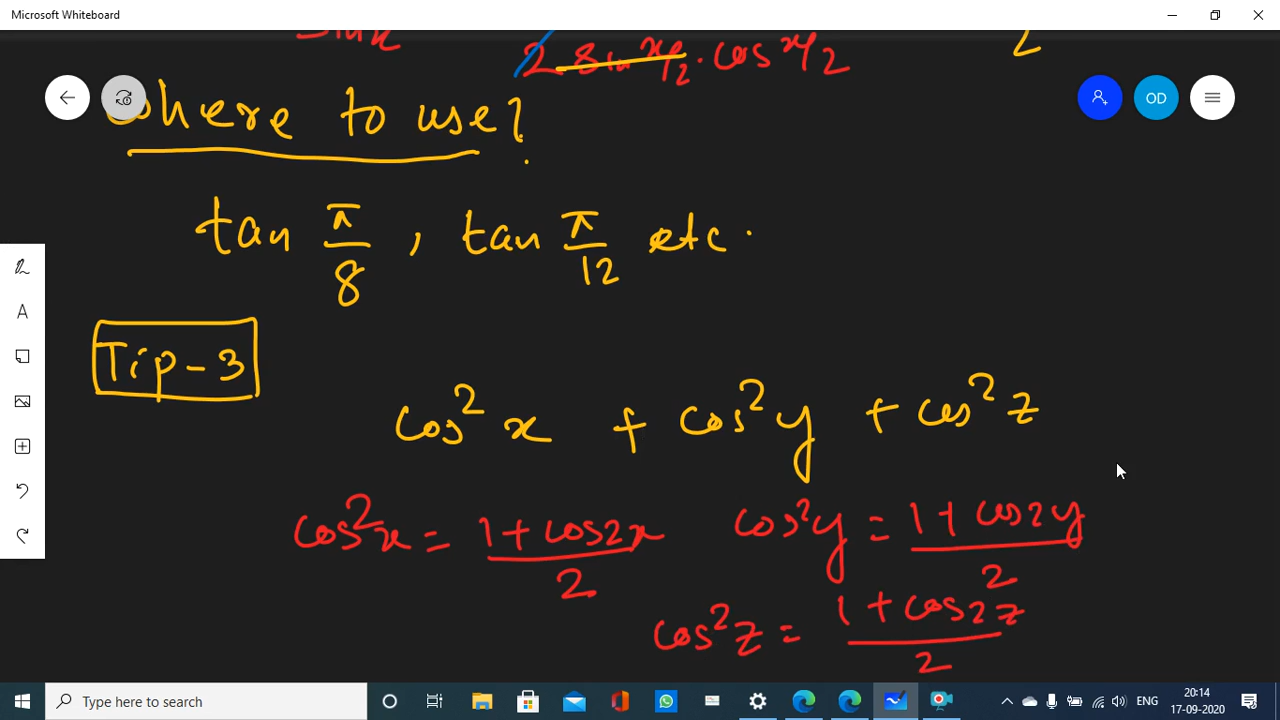 Microsoft Whiteboard
sin x
2 sin x/2 · cos x/2
2
Where to use?
OD
tan π/8 , tan π/12 etc.
Tip-3
A
cos²x + cos²y + cos²z
cos²x = 1+cos2x/2 cos²y = 1+cos2y/2
cos²z = 1+cos2z/2
Type here to search
ENG
20:14
17-09-2020